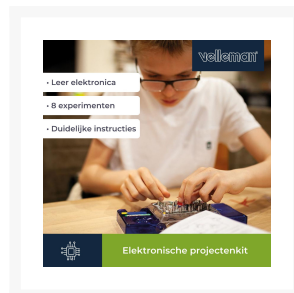 velleman
• Leer elektronica
• 8 experimenten
• Duidelijke instructies
Elektronische projectenkit